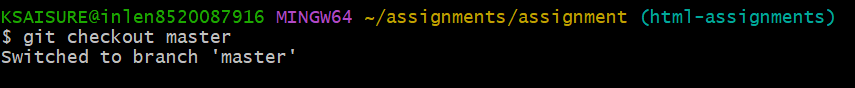 KSAISURE@inlen8520087916 MINGW64 ~/assignments/assignment (html-assignments)
$ git checkout master
Switched to branch 'master'